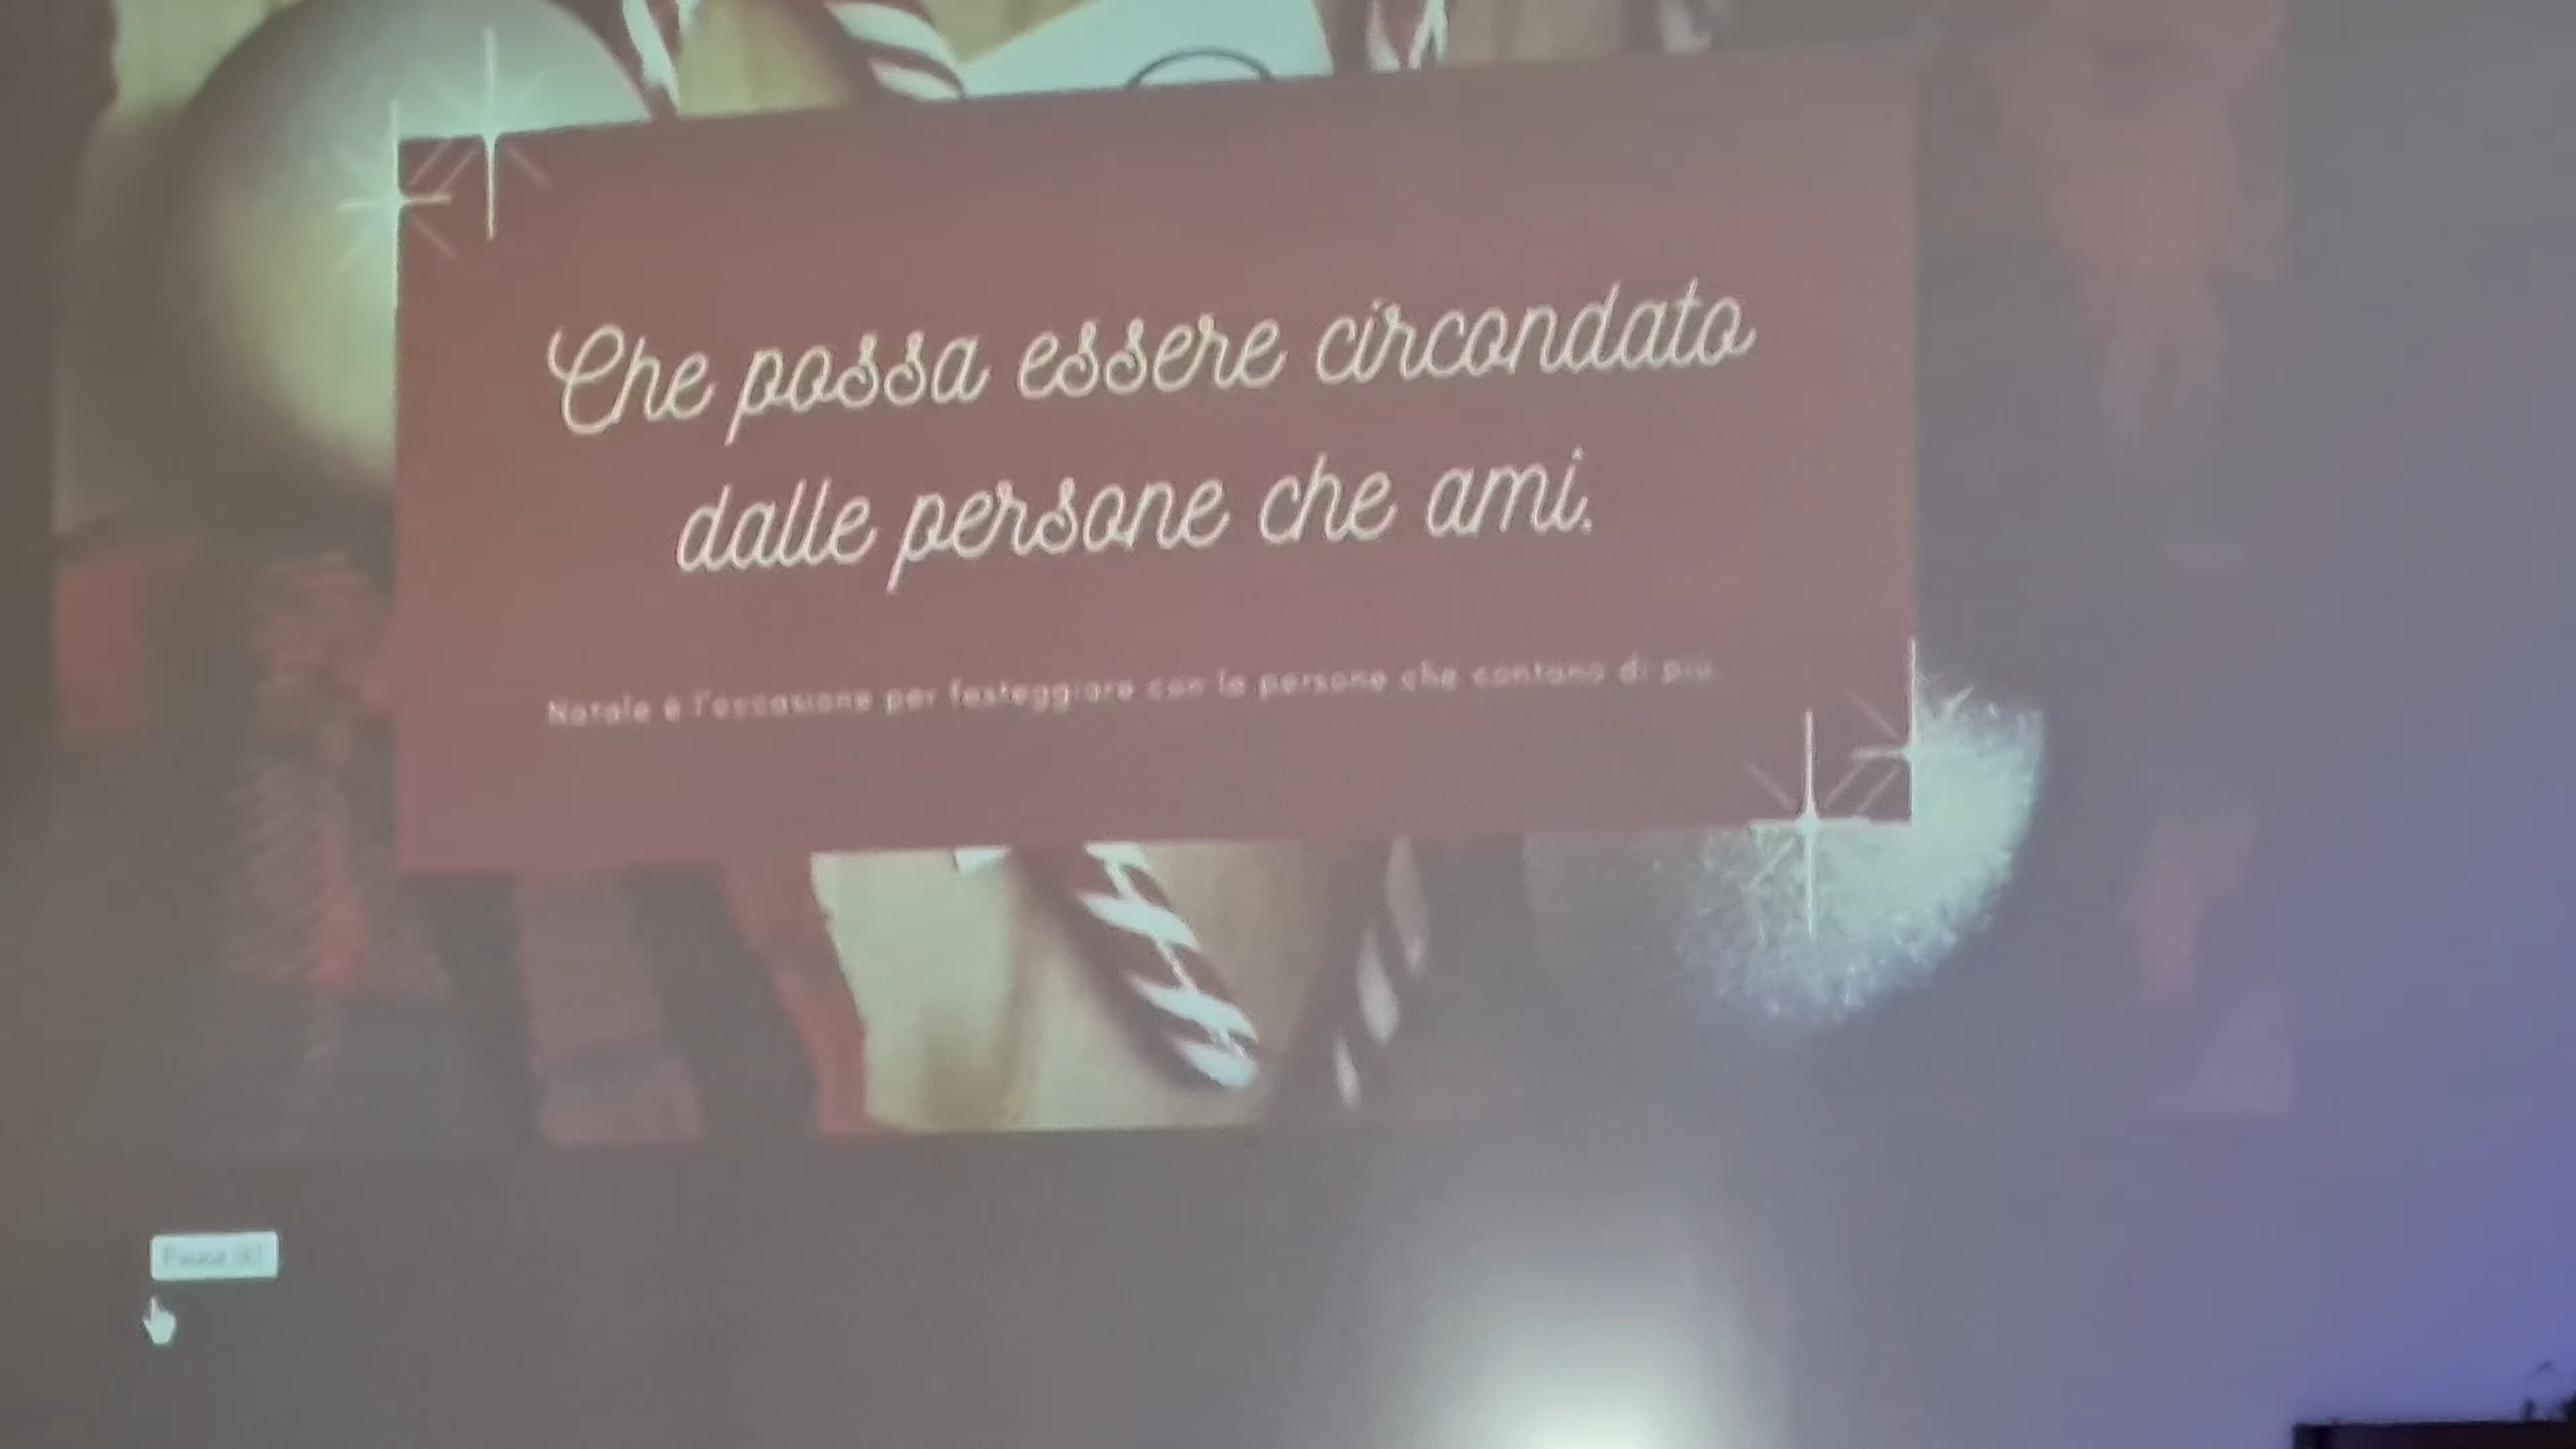 Che possa essere circondato
dalle persone che ami.
Natale è l'occasione per festeggiare con le persone che contano di più.